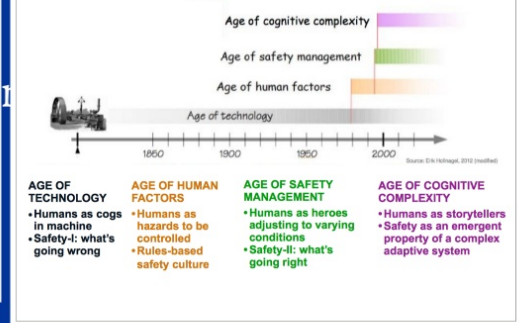 Age of cognitive complexity
Age of safety management
Age of human factors
Age of technology
1850 1900 1950 2000
Source: Erik Hollnagel, 2012 (modified)
AGE OF TECHNOLOGY
•Humans as cogs in machine
•Safety-I: what's going wrong
AGE OF HUMAN FACTORS
•Humans as hazards to be controlled
•Rules-based safety culture
AGE OF SAFETY MANAGEMENT
•Humans as heroes adjusting to varying conditions
•Safety-II: what's going right
AGE OF COGNITIVE COMPLEXITY
•Humans as storytellers
•Safety as an emergent property of a complex adaptive system